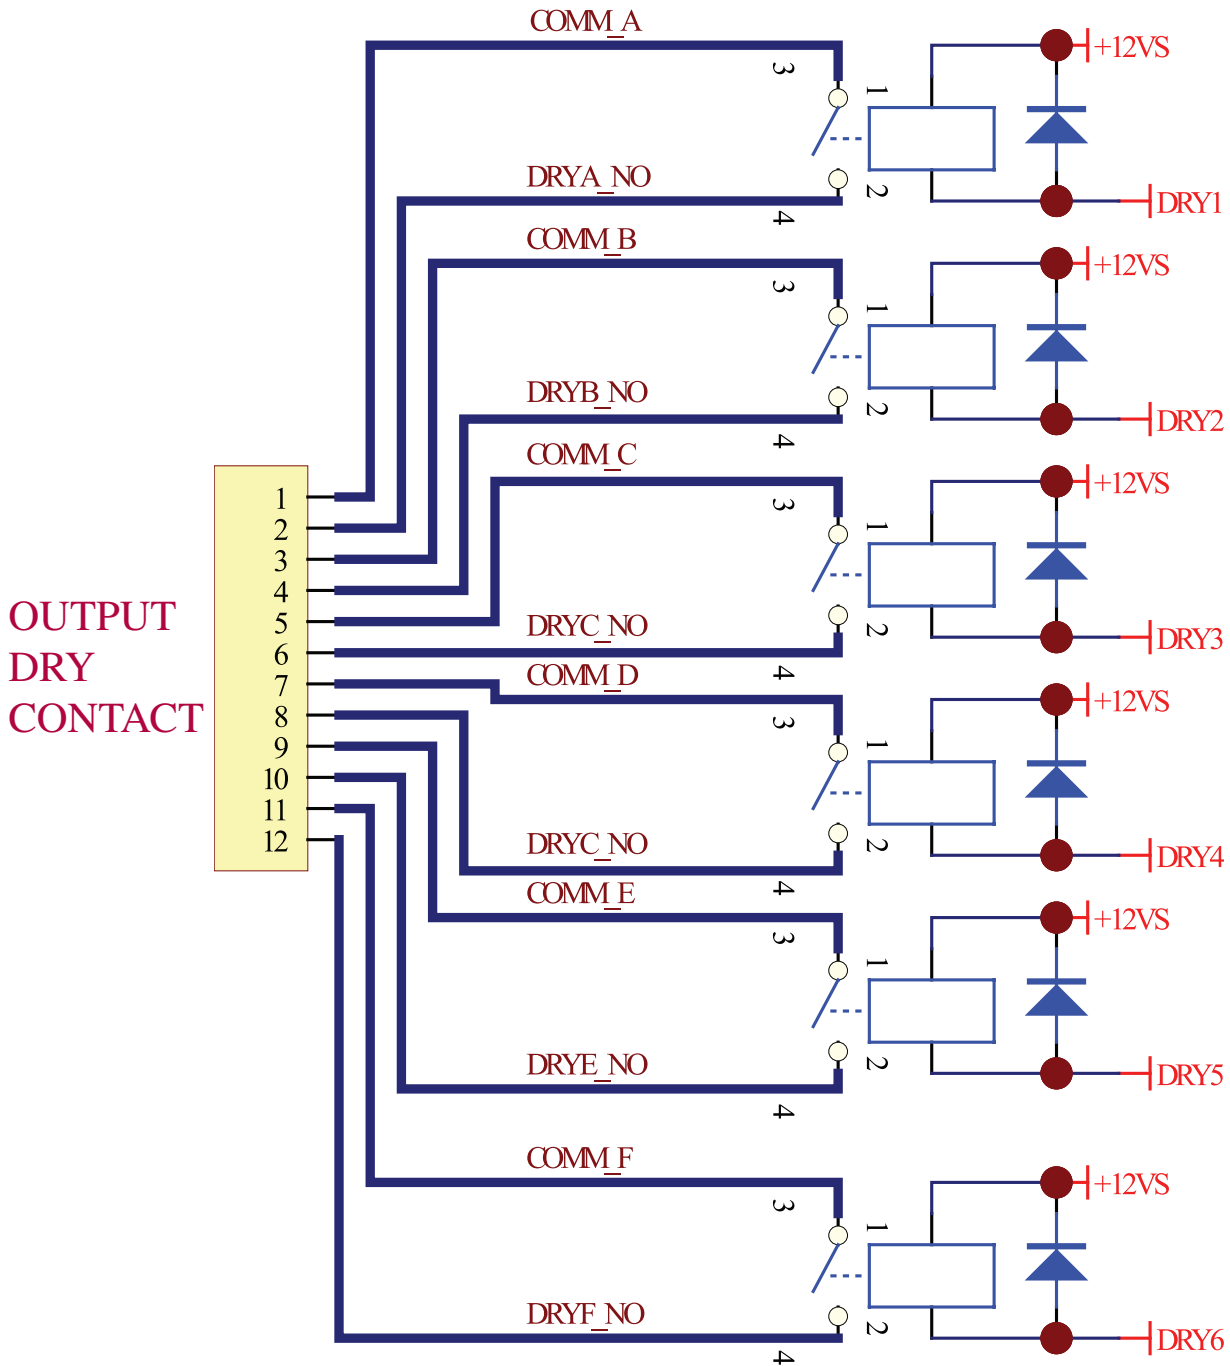 COMM_A
3
1
+12VS
DRYA_NO
4
2
DRY1
COMM_B
3
1
+12VS
DRYB_NO
4
2
DRY2
COMM_C
3
1
+12VS
DRYC_NO
4
2
DRY3
COMM_D
3
1
+12VS
DRYC_NO
4
2
DRY4
COMM_E
3
1
+12VS
DRYE_NO
4
2
DRY5
COMM_F
3
1
+12VS
DRYF_NO
4
2
DRY6
OUTPUT
DRY
CONTACT
1
2
3
4
5
6
7
8
9
10
11
12